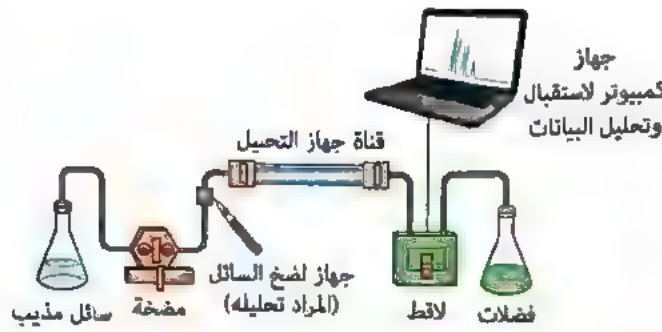 جهاز
كمبيوتر لاستقبال
وتحليل البيانات
قناة جهاز التحليل
جهاز لضخ السائل
(المراد تحليله)
سائل مذيب
مضخة
لاقط
فضلات